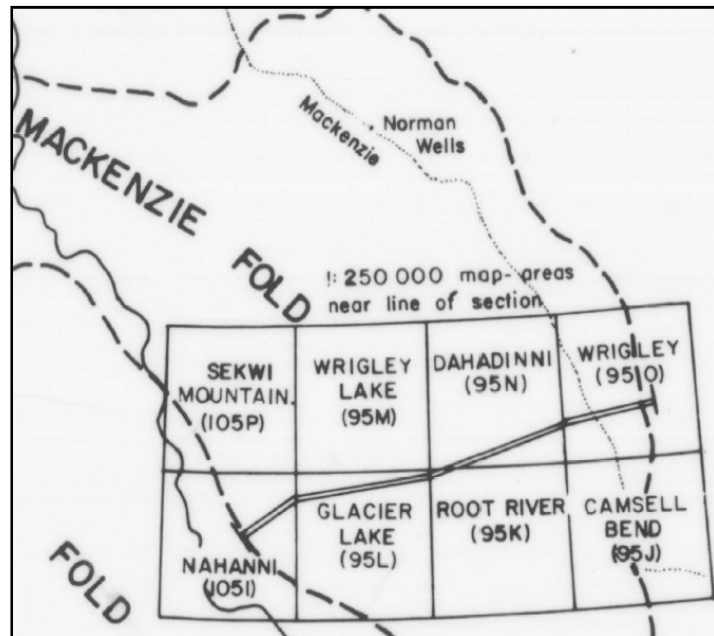 Norman
Wells
Mackenzie
MACKENZIE
FOLD
1:250 000 map-areas
near line of section
SEKWI
MOUNTAIN.
(105P)
WRIGLEY
LAKE
(95M)
DAHADINNI
(95N)
WRIGLEY
(95O)
NAHANNI
(105I)
GLACIER
LAKE
(95L)
ROOT RIVER
(95K)
CAMSELL
BEND
(95J)
FOLD